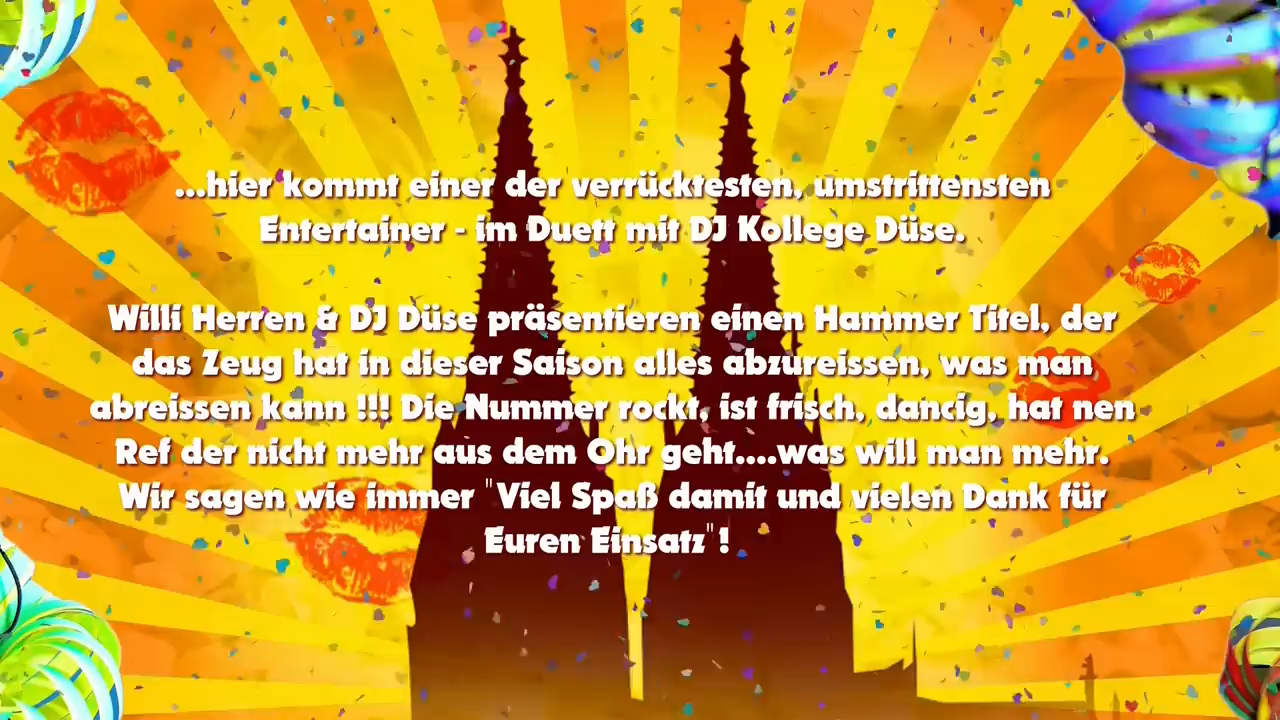 ...hier kommt einer der verrücktesten, umstrittensten
Entertainer - im Duett mit DJ Kollege Düse.
Willi Herren & DJ Düse präsentieren einen Hammer Titel, der
das Zeug hat in dieser Saison alles abzureissen, was man
abreissen kann !!! Die Nummer rockt, ist frisch, dancig, hat nen
Ref der nicht mehr aus dem Ohr geht....was will man mehr.
Wir sagen wie immer "Viel Spaß damit und vielen Dank für
Euren Einsatz"!